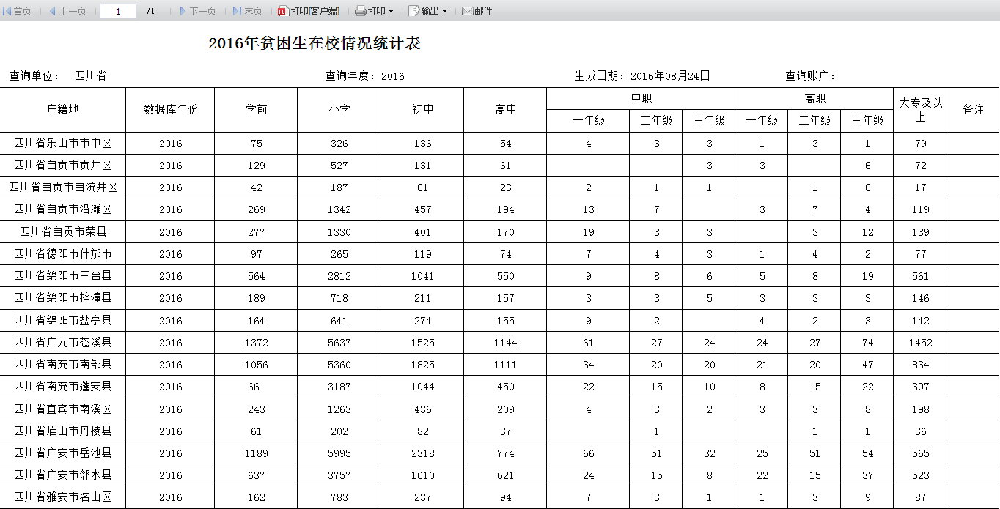 首页 上一页 1 /1 下一页 末页 打印[客户端] 打印 输出 邮件
2016年贫困生在校情况统计表
查询单位： 四川省 查询年度：2016 生成日期：2016年08月24日 查询账户：
户籍地 数据库年份 学前 小学 初中 高中 中职 高职 大专及以上 备注
一年级 二年级 三年级 一年级 二年级 三年级
四川省乐山市市中区 2016 75 326 136 54 4 3 3 1 3 1 79
四川省自贡市贡井区 2016 129 527 131 61 3 3 6 72
四川省自贡市自流井区 2016 42 187 61 23 2 1 1 1 6 17
四川省自贡市沿滩区 2016 269 1342 457 194 13 7 3 7 4 119
四川省自贡市荣县 2016 277 1330 401 170 19 3 3 3 12 139
四川省德阳市什邡市 2016 97 265 119 74 7 4 3 1 4 2 77
四川省绵阳市三台县 2016 564 2812 1041 550 9 8 6 5 8 19 561
四川省绵阳市梓潼县 2016 189 718 211 157 3 3 5 3 3 3 146
四川省绵阳市盐亭县 2016 164 641 274 155 9 2 4 2 3 142
四川省广元市苍溪县 2016 1372 5637 1525 1144 61 27 24 24 27 74 1452
四川省南充市南部县 2016 1056 5360 1825 1111 34 20 20 21 20 47 834
四川省南充市蓬安县 2016 661 3187 1044 450 22 15 10 8 15 22 397
四川省宜宾市南溪区 2016 243 1263 436 209 4 3 2 3 3 8 198
四川省眉山市丹棱县 2016 61 202 82 37 1 1 1 36
四川省广安市岳池县 2016 1189 5995 2318 774 66 51 32 25 51 54 565
四川省广安市邻水县 2016 637 3757 1610 621 24 15 8 22 15 37 523
四川省雅安市名山区 2016 162 783 237 94 7 3 1 1 3 9 87